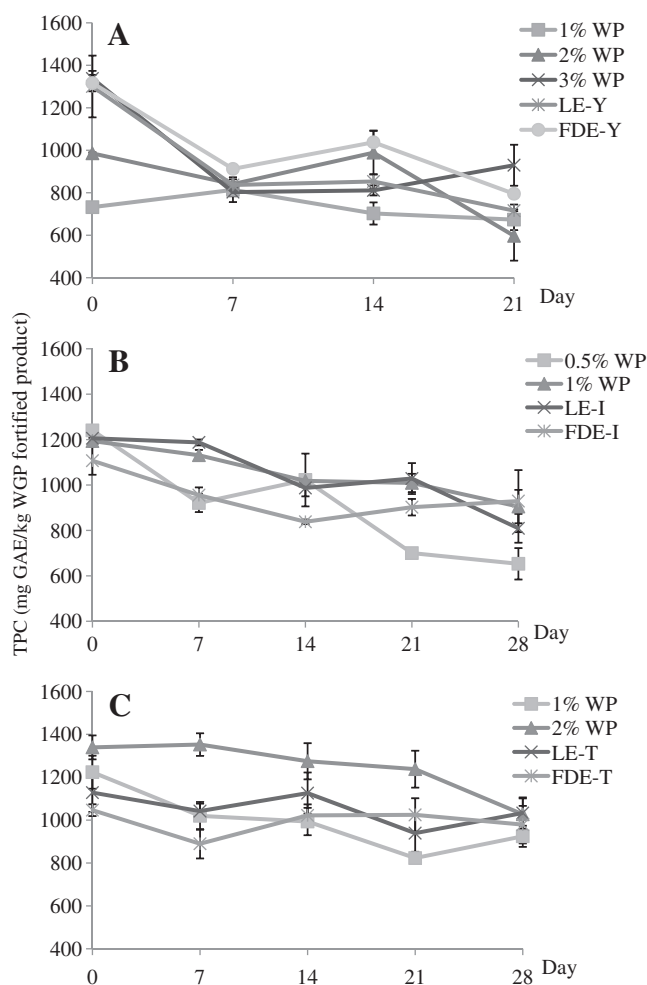 TPC (mg GAE/kg WGP fortified product)
A
1600
1400
1200
1000
800
600
400
0 7 14 21 Day
1% WP
2% WP
3% WP
LE-Y
FDE-Y
B
1600
1400
1200
1000
800
600
400
0 7 14 21 28 Day
0.5% WP
1% WP
LE-I
FDE-I
C
1600
1400
1200
1000
800
600
400
0 7 14 21 28 Day
1% WP
2% WP
LE-T
FDE-T